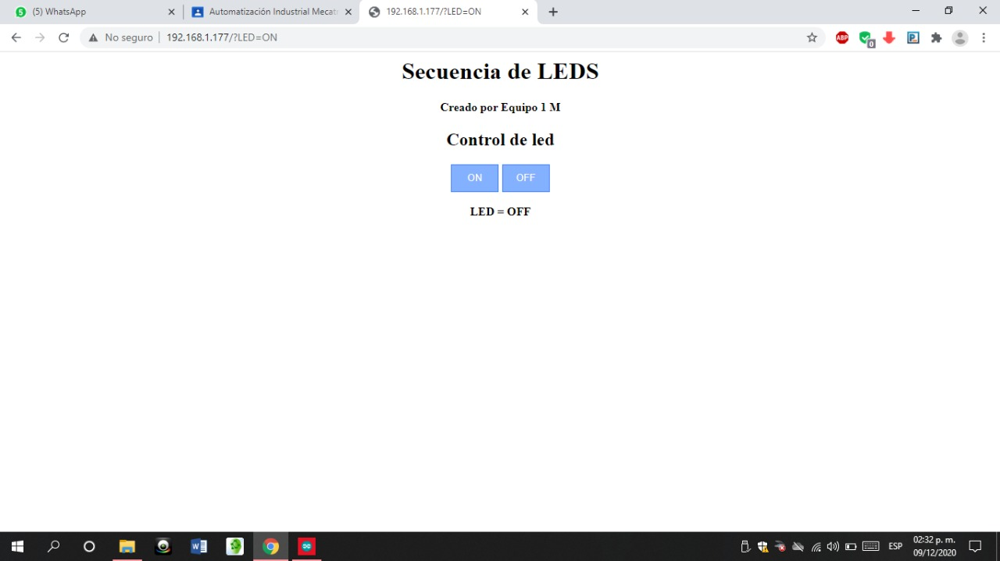 (5) WhatsApp
Automatización Industrial Mecatr
192.168.1.177/?LED=ON
No seguro
192.168.1.177/?LED=ON
ABP
0
Secuencia de LEDS
Creado por Equipo 1 M
Control de led
ON OFF
LED = OFF
ESP
02:32 p. m.
09/12/2020